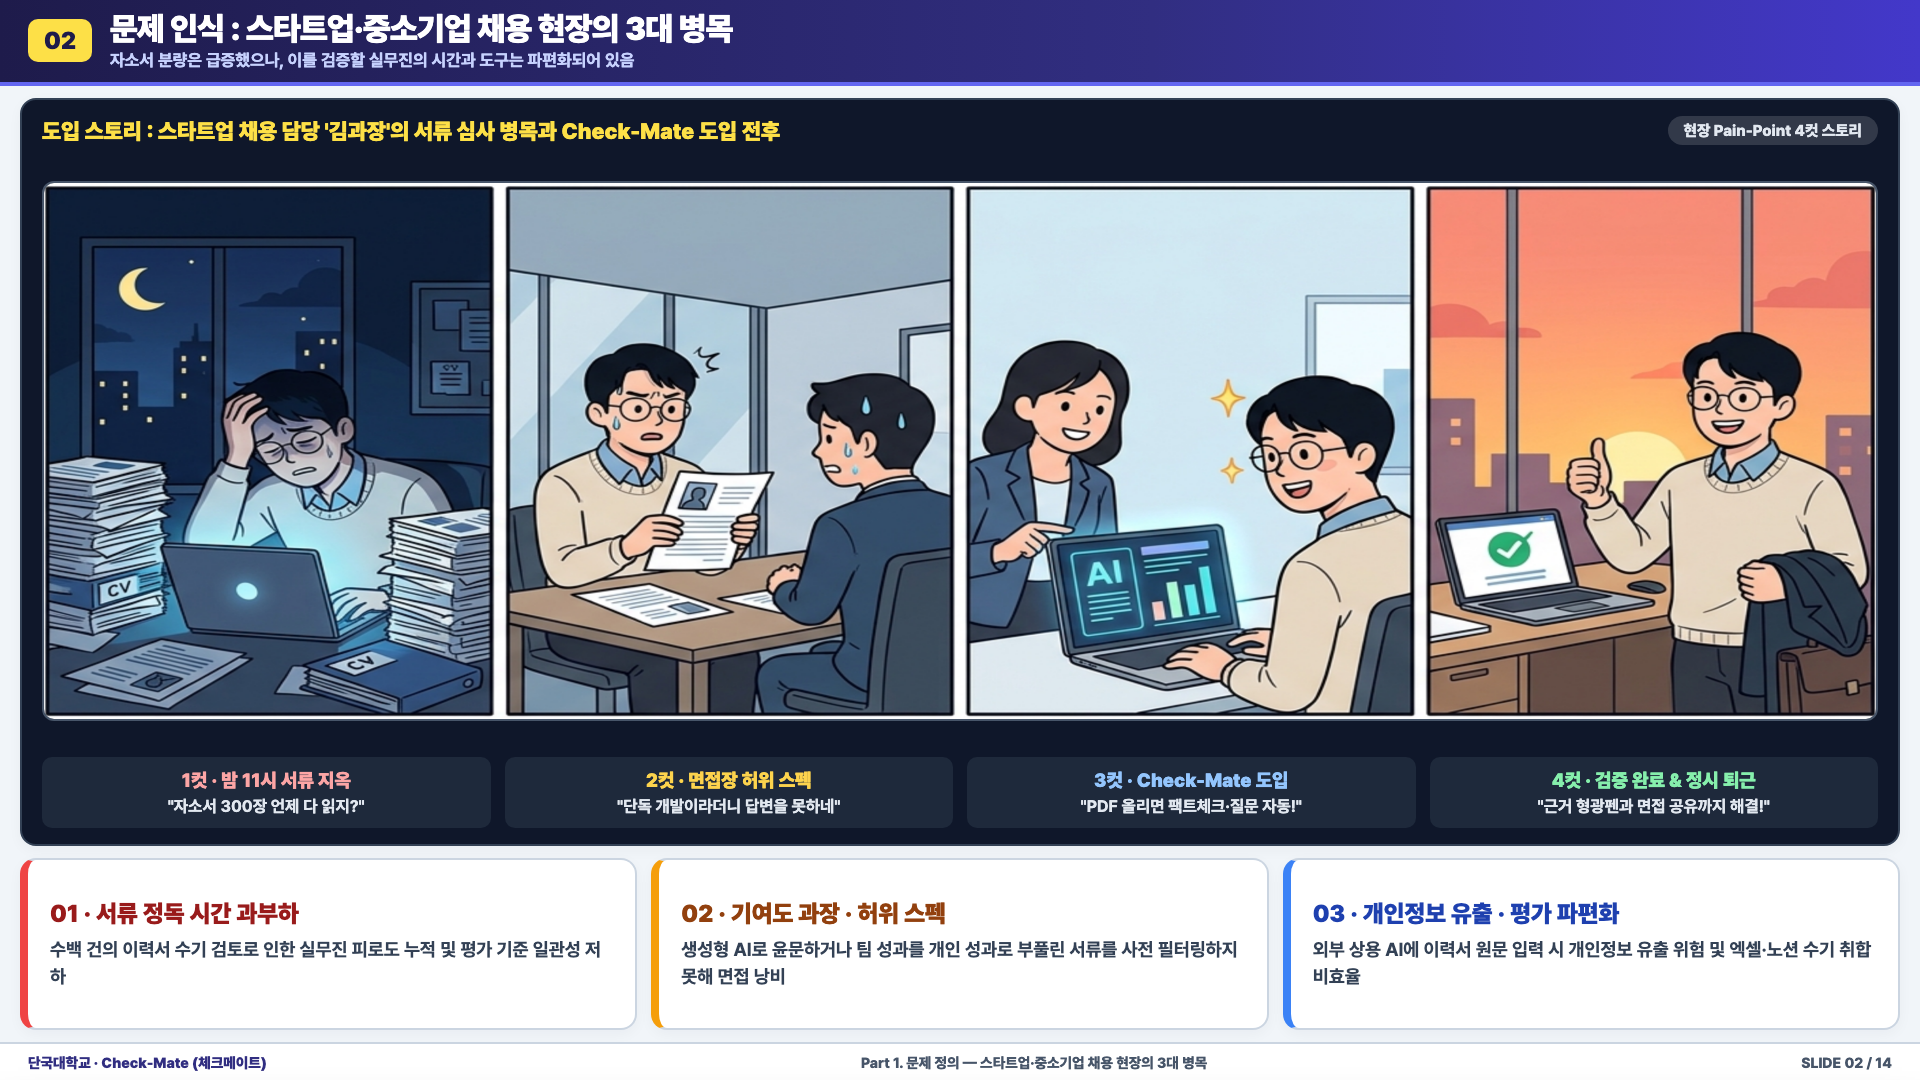 02
문제 인식 : 스타트업·중소기업 채용 현장의 3대 병목
자소서 분량은 급증했으나, 이를 검증할 실무진의 시간과 도구는 파편화되어 있음
도입 스토리 : 스타트업 채용 담당 '김과장'의 서류 심사 병목과 Check-Mate 도입 전후
현장 Pain-Point 4컷 스토리
CV
CV
CV
AI
1컷 · 밤 11시 서류 지옥
"자소서 300장 언제 다 읽지?"
2컷 · 면접장 허위 스펙
"단독 개발이라더니 답변을 못하네"
3컷 · Check-Mate 도입
"PDF 올리면 팩트체크·질문 자동!"
4컷 · 검증 완료 & 정시 퇴근
"근거 형광펜과 면접 공유까지 해결!"
01 · 서류 정독 시간 과부하
수백 건의 이력서 수기 검토로 인한 실무진 피로도 누적 및 평가 기준 일관성 저
하
02 · 기여도 과장 · 허위 스펙
생성형 AI로 윤문하거나 팀 성과를 개인 성과로 부풀린 서류를 사전 필터링하지
못해 면접 낭비
03 · 개인정보 유출 · 평가 파편화
외부 상용 AI에 이력서 원문 입력 시 개인정보 유출 위험 및 엑셀·노션 수기 취합
비효율
단국대학교 · Check-Mate (체크메이트)
Part 1. 문제 정의 — 스타트업·중소기업 채용 현장의 3대 병목
SLIDE 02 / 14